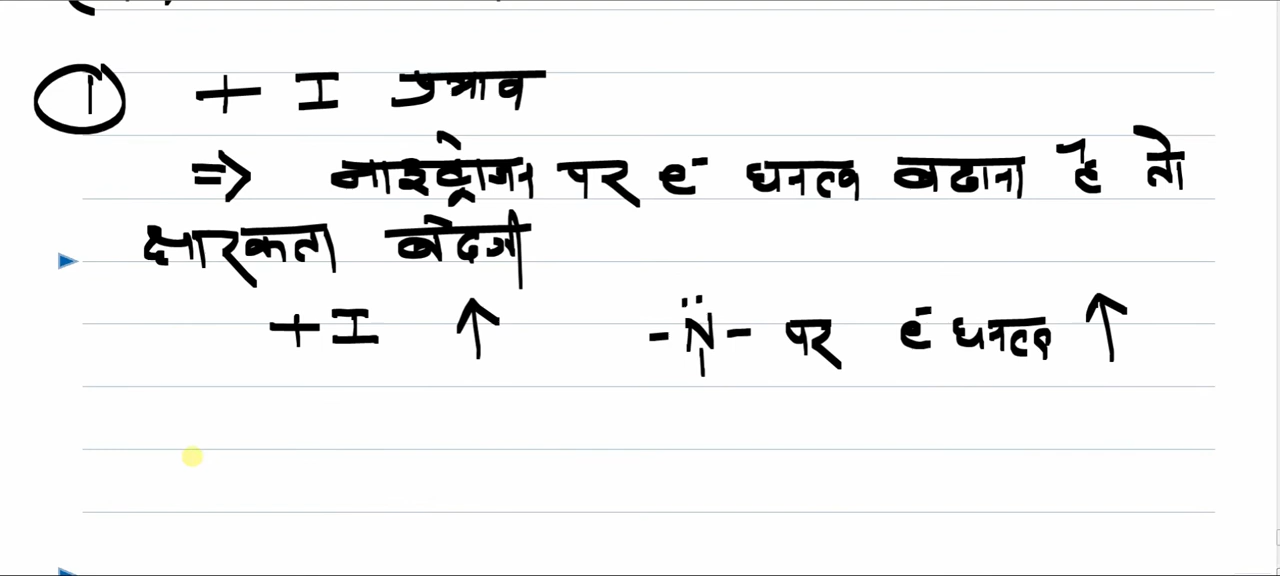 ① + I प्रभाव
=> नाइट्रोजन पर e⁻ घनत्व बढाना है तो
क्षारकता बढेगी
+ I ↑ -N̈- पर e⁻ घनत्व ↑